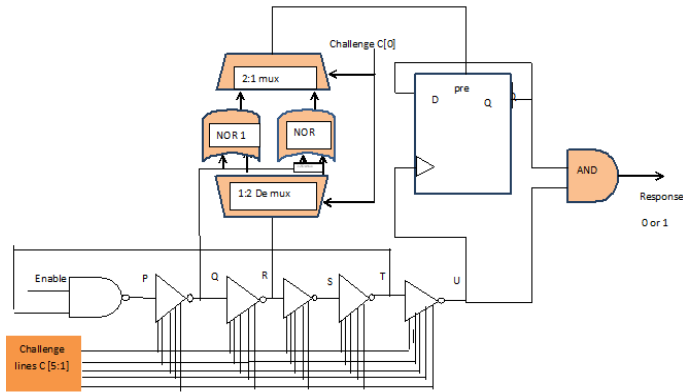 Challenge C[0]
2:1 mux
pre
D
Q
NOR 1
NOR
AND
1:2 De mux
Response
0 or 1
Enable
P
Q
R
S
T
U
Challenge
lines C [5:1]